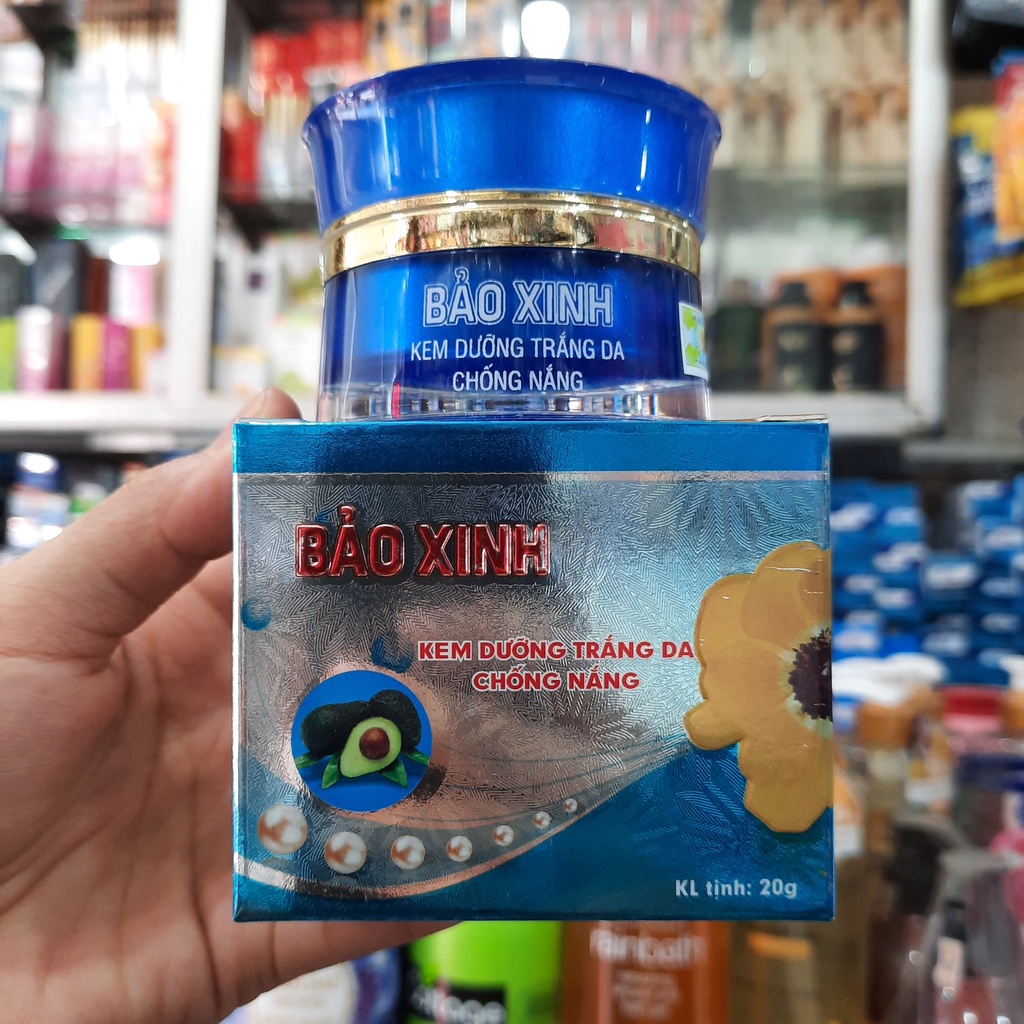 BẢO XINH
KEM DƯỠNG TRẮNG DA
CHỐNG NẮNG
BẢO XINH
KEM DƯỠNG TRẮNG DA
CHỐNG NẮNG
KL tịnh: 20g